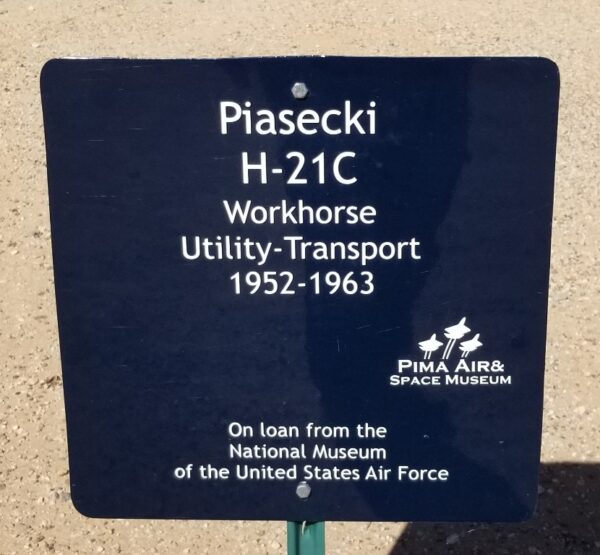 Piasecki
H-21C
Workhorse
Utility-Transport
1952-1963
PIMA AIR&
SPACE MUSEUM
On loan from the
National Museum
of the United States Air Force